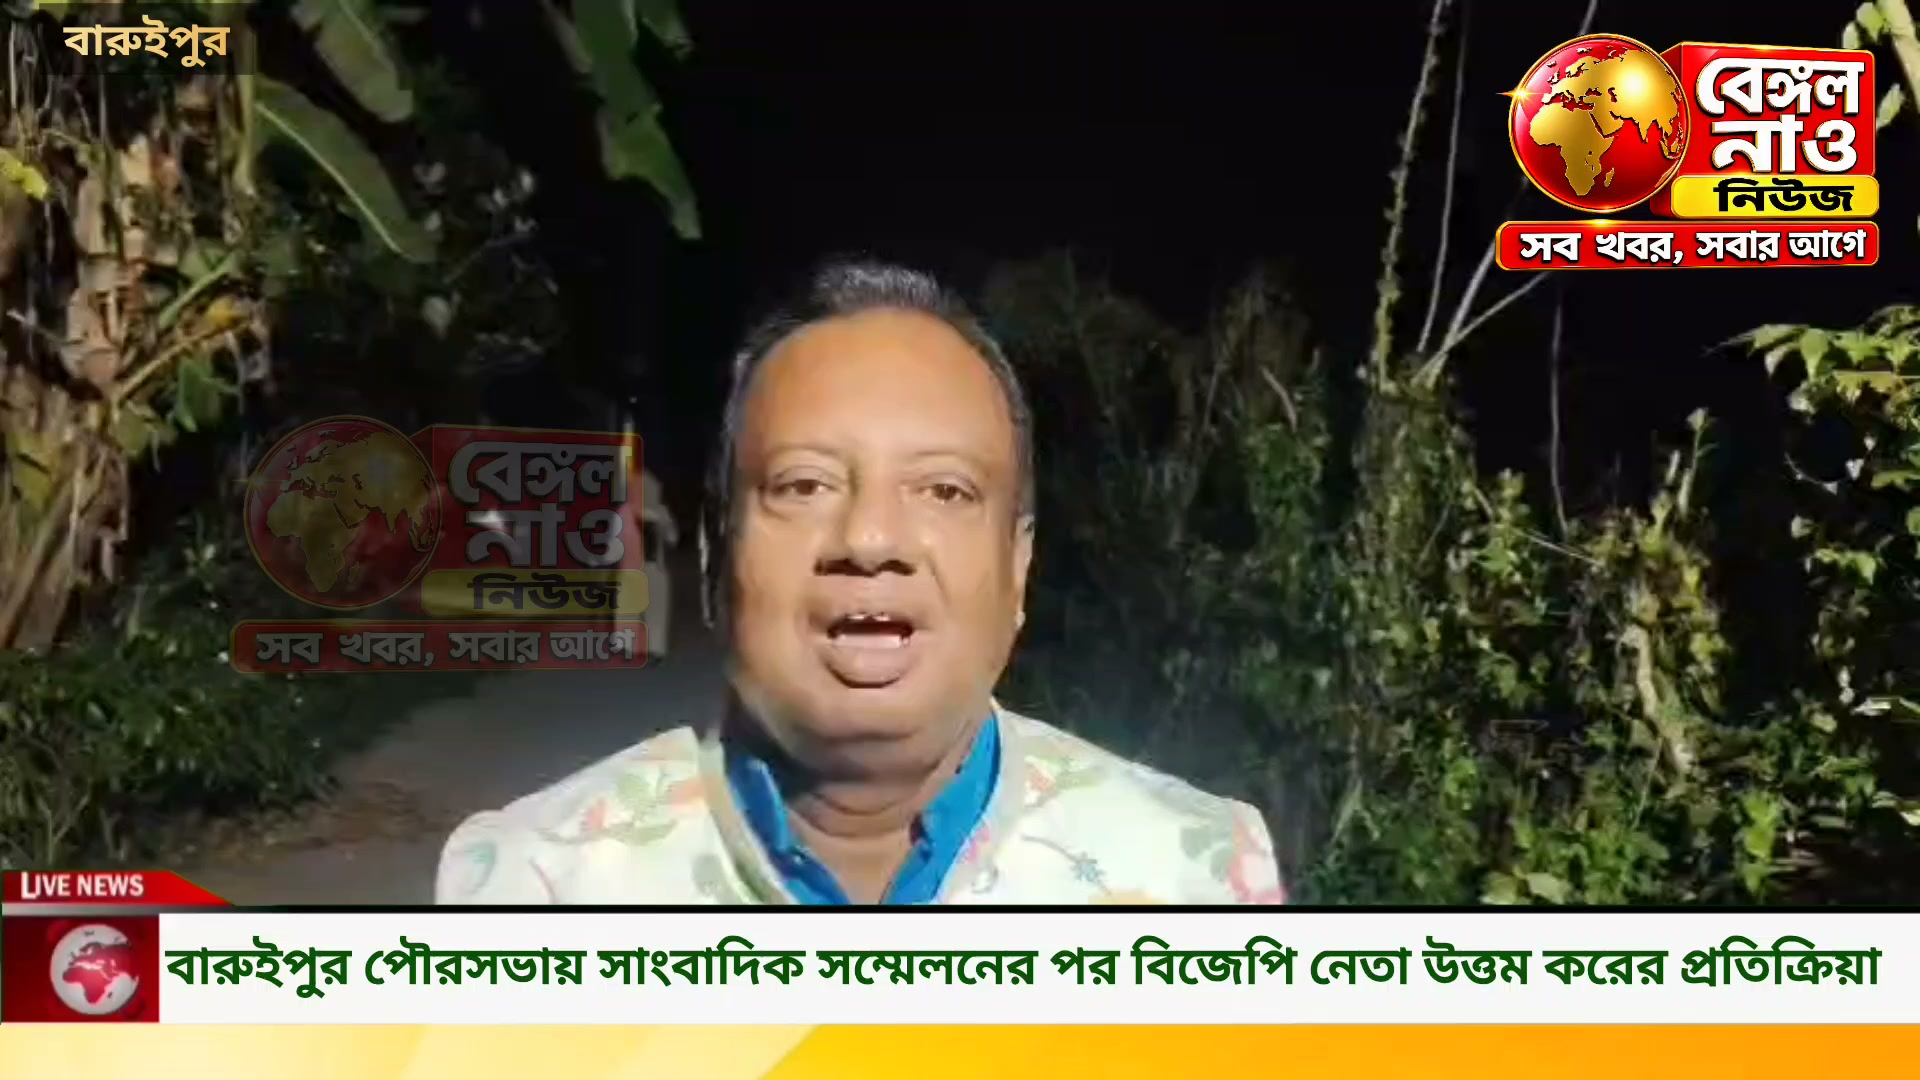 বারুইপুর
বেঙ্গল
নাও
নিউজ
সব খবর, সবার আগে
বেঙ্গল
নাও
নিউজ
সব খবর, সবার আগে
LIVE NEWS
বারুইপুর পৌরসভায় সাংবাদিক সম্মেলনের পর বিজেপি নেতা উত্তম করের প্রতিক্রিয়া